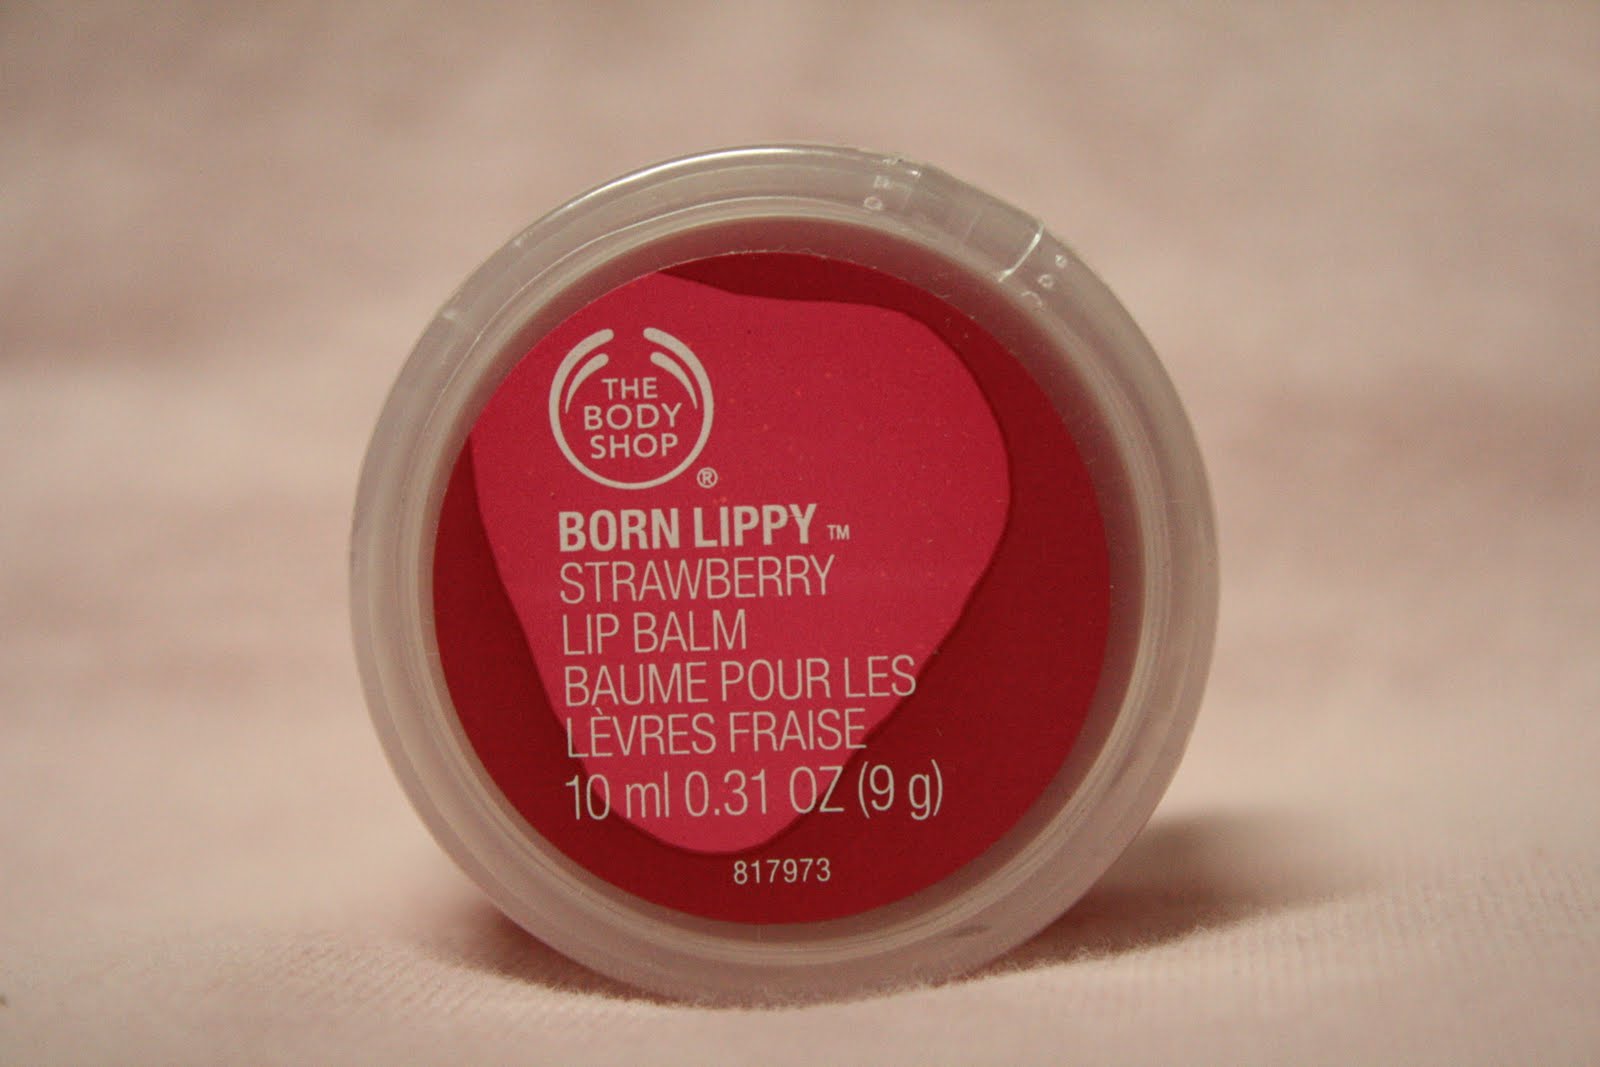 THE
BODY
SHOP
®
BORN LIPPY™
STRAWBERRY
LIP BALM
BAUME POUR LES
LÈVRES FRAISE
10 ml 0.31 OZ (9 g)
817973